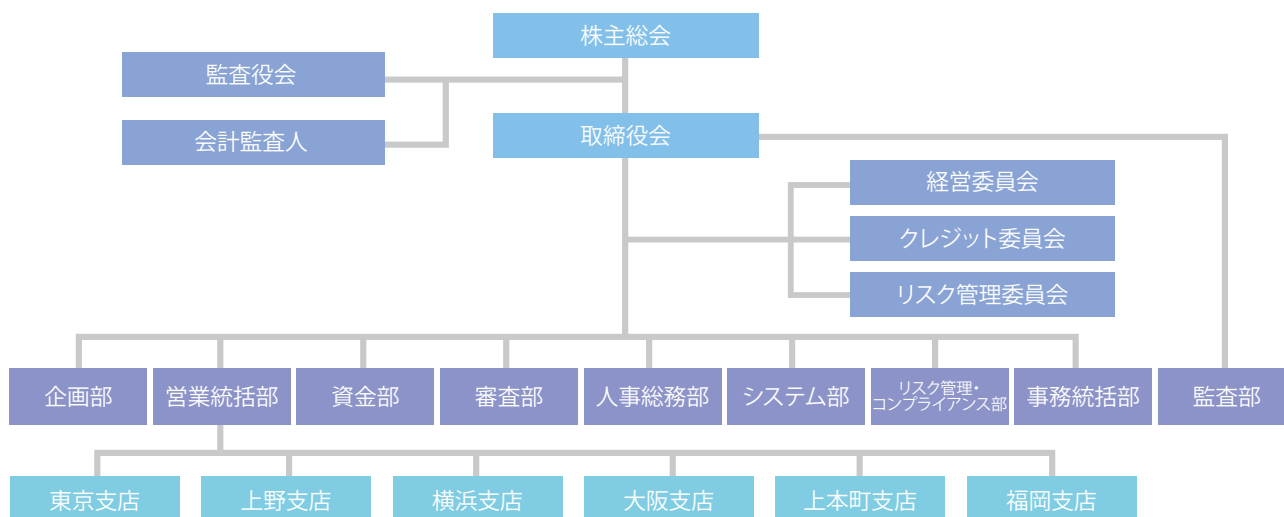 株主総会
監査役会
会計監査人
取締役会
経営委員会
クレジット委員会
リスク管理委員会
企画部
営業統括部
資金部
審査部
人事総務部
システム部
リスク管理・
コンプライアンス部
事務統括部
監査部
東京支店
上野支店
横浜支店
大阪支店
上本町支店
福岡支店